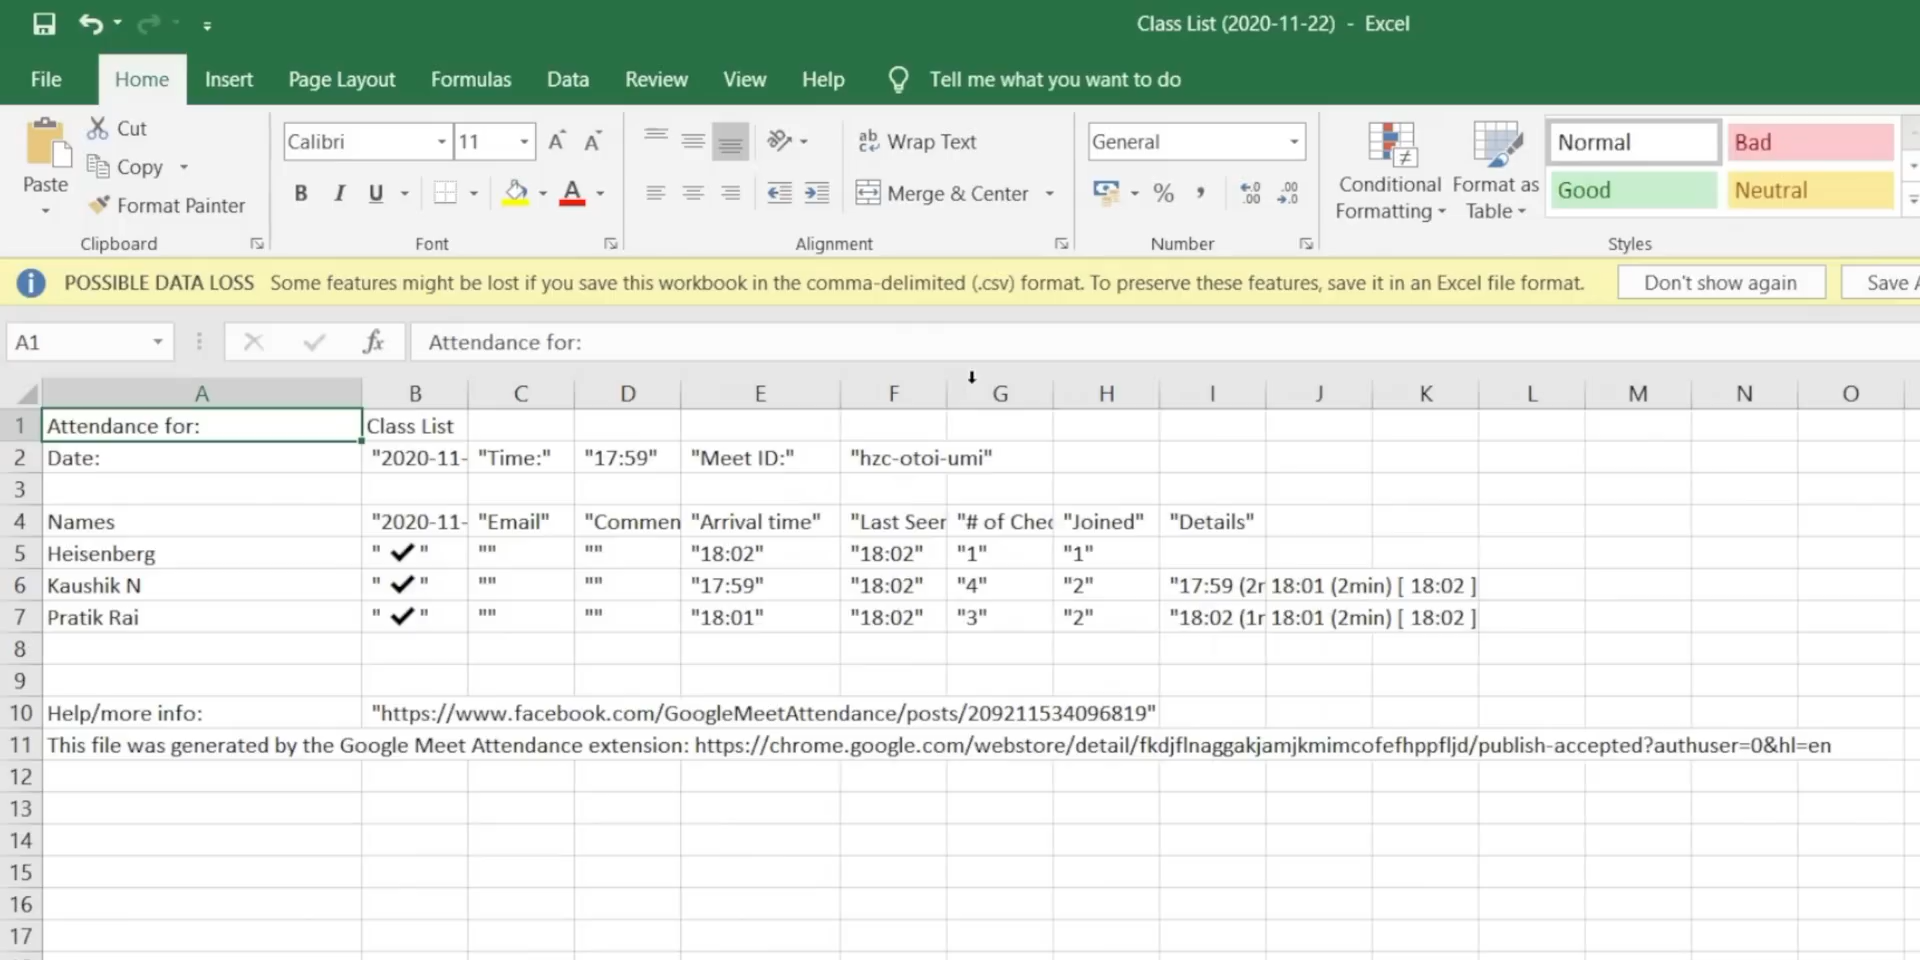 Class List (2020-11-22) - Excel
File Home Insert Page Layout Formulas Data Review View Help Tell me what you want to do
Paste Cut Copy Format Painter Clipboard
Calibri 11 B I U A Font
Wrap Text Merge & Center Alignment
General % , Number
Conditional Formatting Format as Table Normal Bad Good Neutral Styles
POSSIBLE DATA LOSS Some features might be lost if you save this workbook in the comma-delimited (.csv) format. To preserve these features, save it in an Excel file format. Don't show again Save A
A1 fx Attendance for:
A B C D E F G H I J K L M N O
1 Attendance for: Class List
2 Date: "2020-11- "Time:" "17:59" "Meet ID:" "hzc-otoi-umi"
3
4 Names "2020-11- "Email" "Commen "Arrival time" "Last Seen "# of Chec "Joined" "Details"
5 Heisenberg " ✔ " "" "" "18:02" "18:02" "1" "1"
6 Kaushik N " ✔ " "" "" "17:59" "18:02" "4" "2" "17:59 (2r 18:01 (2min) [ 18:02 ]
7 Pratik Rai " ✔ " "" "" "18:01" "18:02" "3" "2" "18:02 (1r 18:01 (2min) [ 18:02 ]
8
9
10 Help/more info: "https://www.facebook.com/GoogleMeetAttendance/posts/209211534096819"
11 This file was generated by the Google Meet Attendance extension: https://chrome.google.com/webstore/detail/fkdjflnaggakjamjkmimcofefhppfljd/publish-accepted?authuser=0&hl=en
12
13
14
15
16
17